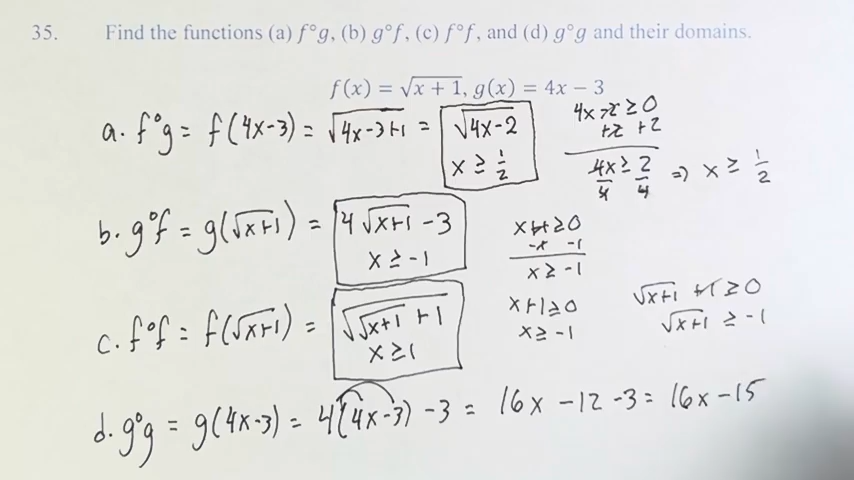 35. Find the functions (a) f°g, (b) g°f, (c) f°f, and (d) g°g and their domains.
f(x) = √(x + 1), g(x) = 4x − 3
a. f°g = f(4x-3) = √(4x-3+1) = √(4x-2)
x ≥ 1/2
4x-2 ≥ 0
+2 +2
4x/4 ≥ 2/4 ⇒ x ≥ 1/2
b. g°f = g(√(x+1)) = 4√(x+1) - 3
x ≥ -1
x+1 ≥ 0
-1 -1
x ≥ -1
c. f°f = f(√(x+1)) = √(√(x+1) + 1)
x ≥ 1
x+1 ≥ 0
x ≥ -1
√(x+1) + 1 ≥ 0
√(x+1) ≥ -1
d. g°g = g(4x-3) = 4(4x-3) - 3 = 16x - 12 - 3 = 16x - 15